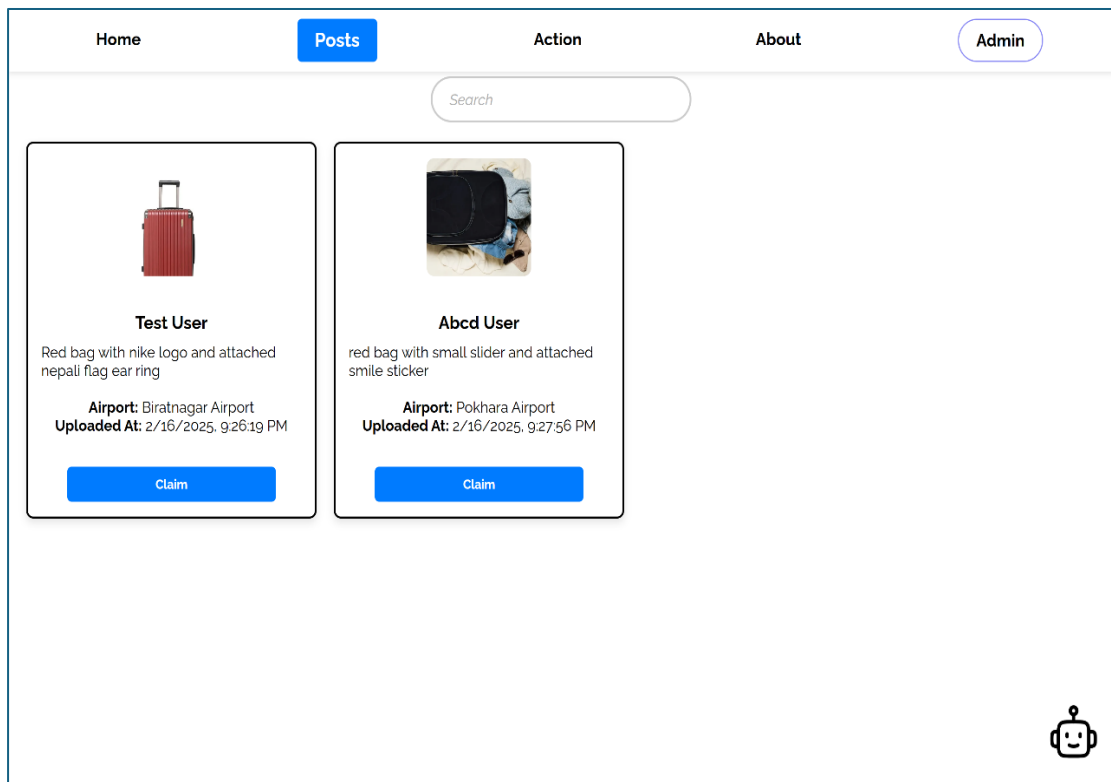 Home
Posts
Action
About
Admin
Search
Test User
Red bag with nike logo and attached
nepali flag ear ring
Airport: Biratnagar Airport
Uploaded At: 2/16/2025, 9:26:19 PM
Claim
Abcd User
red bag with small slider and attached
smile sticker
Airport: Pokhara Airport
Uploaded At: 2/16/2025, 9:27:56 PM
Claim